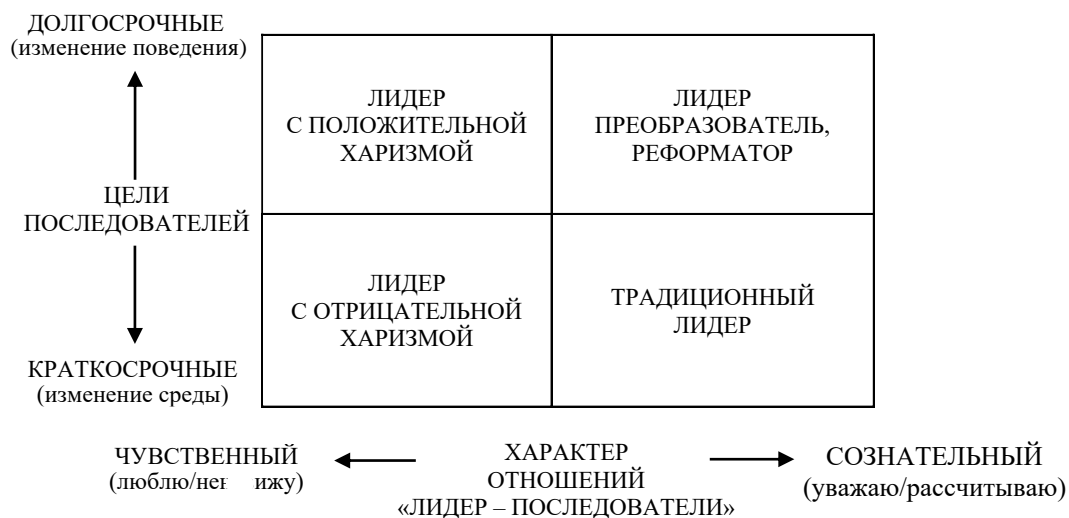 ДОЛГОСРОЧНЫЕ
(изменение поведения)
ЛИДЕР
С ПОЛОЖИТЕЛЬНОЙ
ХАРИЗМОЙ
ЛИДЕР
ПРЕОБРАЗОВАТЕЛЬ,
РЕФОРМАТОР
ЦЕЛИ
ПОСЛЕДОВАТЕЛЕЙ
ЛИДЕР
С ОТРИЦАТЕЛЬНОЙ
ХАРИЗМОЙ
ТРАДИЦИОННЫЙ
ЛИДЕР
КРАТКОСРОЧНЫЕ
(изменение среды)
ЧУВСТВЕННЫЙ
(люблю/
ХАРАКТЕР
ОТНОШЕНИЙ
«ЛИДЕР – ПОСЛЕДОВАТЕЛИ»
СОЗНАТЕЛЬНЫЙ
(уважаю/рассчитываю)